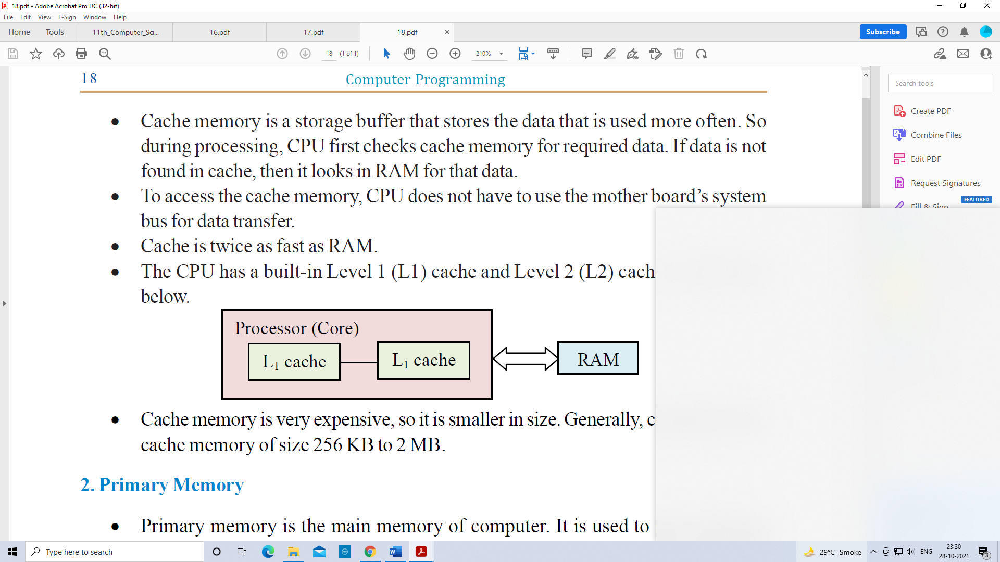 18.pdf - Adobe Acrobat Pro DC (32-bit)
File Edit View E-Sign Window Help
Home Tools 11th_Computer_Sci... 16.pdf 17.pdf 18.pdf × Subscribe
18 (1 of 1) 210%
18 Computer Programming
Search tools
• Cache memory is a storage buffer that stores the data that is used more often. So
during processing, CPU first checks cache memory for required data. If data is not
found in cache, then it looks in RAM for that data.
• To access the cache memory, CPU does not have to use the mother board’s system
bus for data transfer.
• Cache is twice as fast as RAM.
• The CPU has a built-in Level 1 (L1) cache and Level 2 (L2) cach
below.
Processor (Core)
L1 cache L1 cache RAM
• Cache memory is very expensive, so it is smaller in size. Generally, c
cache memory of size 256 KB to 2 MB.
2. Primary Memory
• Primary memory is the main memory of computer. It is used to
Create PDF
Combine Files
Edit PDF
Request Signatures
FEATURED
Fill & Sign
Type here to search
29°C Smoke ENG 23:30
28-10-2021
3